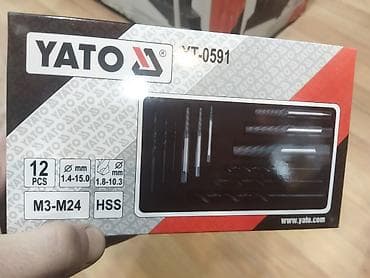 YATO YT-0591
12 PCS
Ø mm 1.4-15.0
Ø mm 1.8-10.3
M3-M24
HSS
www.yato.com